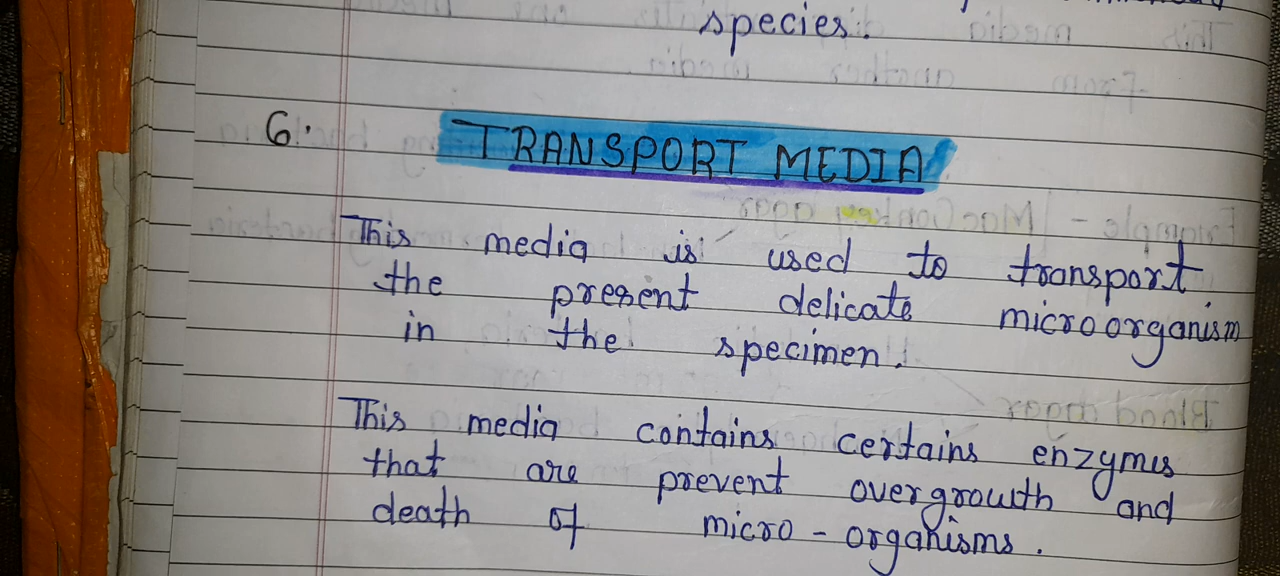 species.
6. TRANSPORT MEDIA
This media is used to transport
the present delicate microorganism
in the specimen.
This media contains certains enzymes
that are prevent overgrowth and
death of micro-organisms.